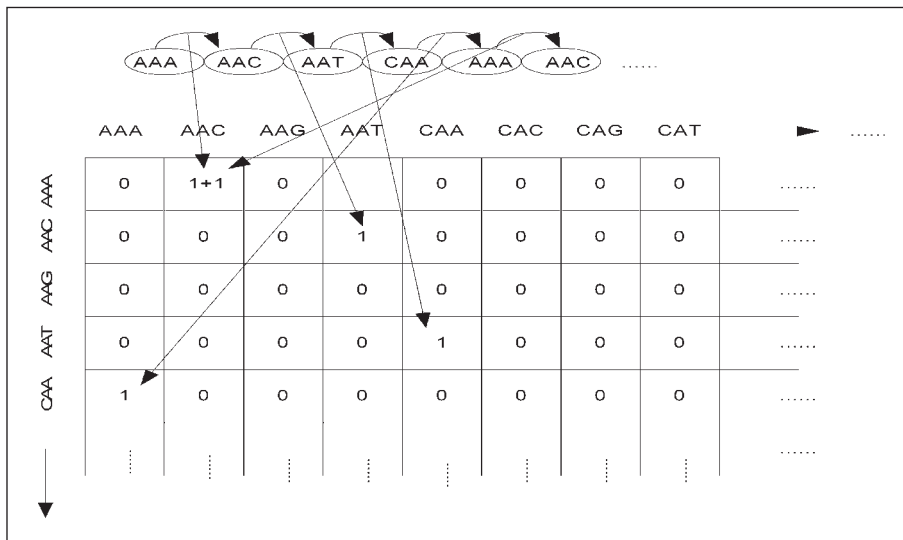 AAA AAC AAT CAA AAA AAC ......
AAA AAC AAG AAT CAA CAC CAG CAT ......
AAA 0 1+1 0 0 0 0 0 ......
AAC 0 0 0 1 0 0 0 0 ......
AAG 0 0 0 0 0 0 0 0 ......
AAT 0 0 0 0 1 0 0 0 ......
CAA 1 0 0 0 0 0 0 0 ......
......